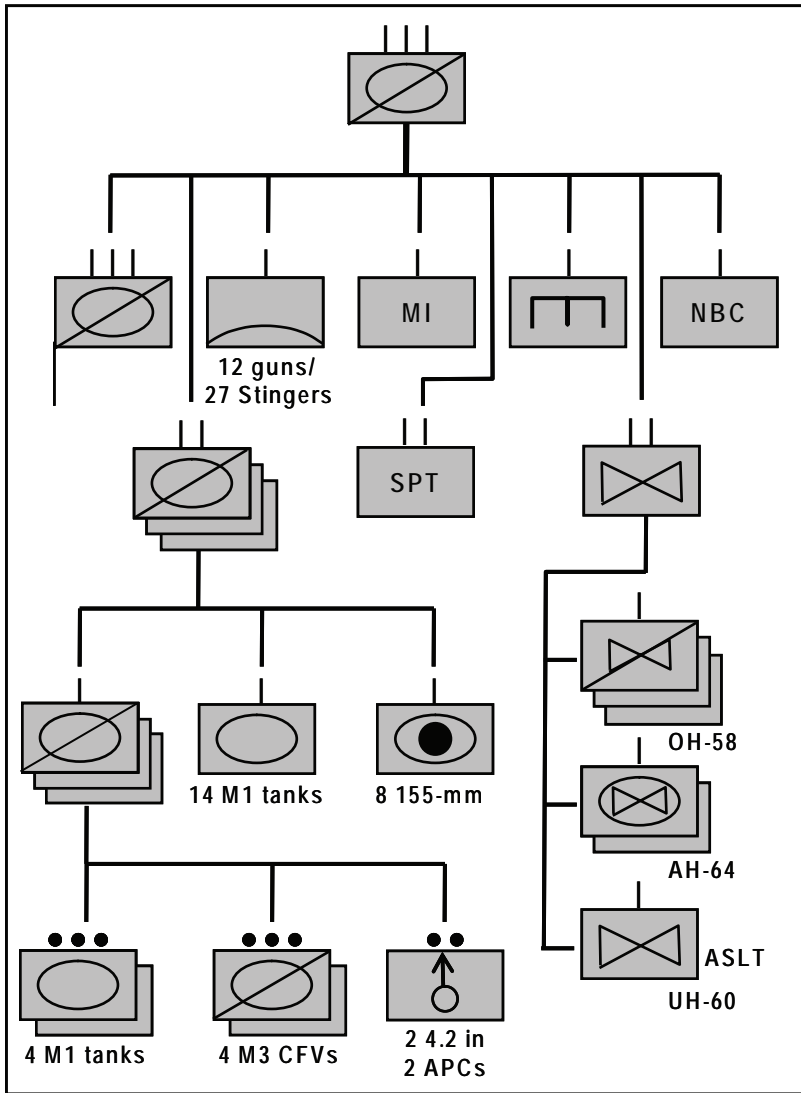 MI
NBC
12 guns/
27 Stingers
SPT
OH-58
14 M1 tanks
8 155-mm
AH-64
ASLT
UH-60
4 M1 tanks
4 M3 CFVs
2 4.2 in
2 APCs